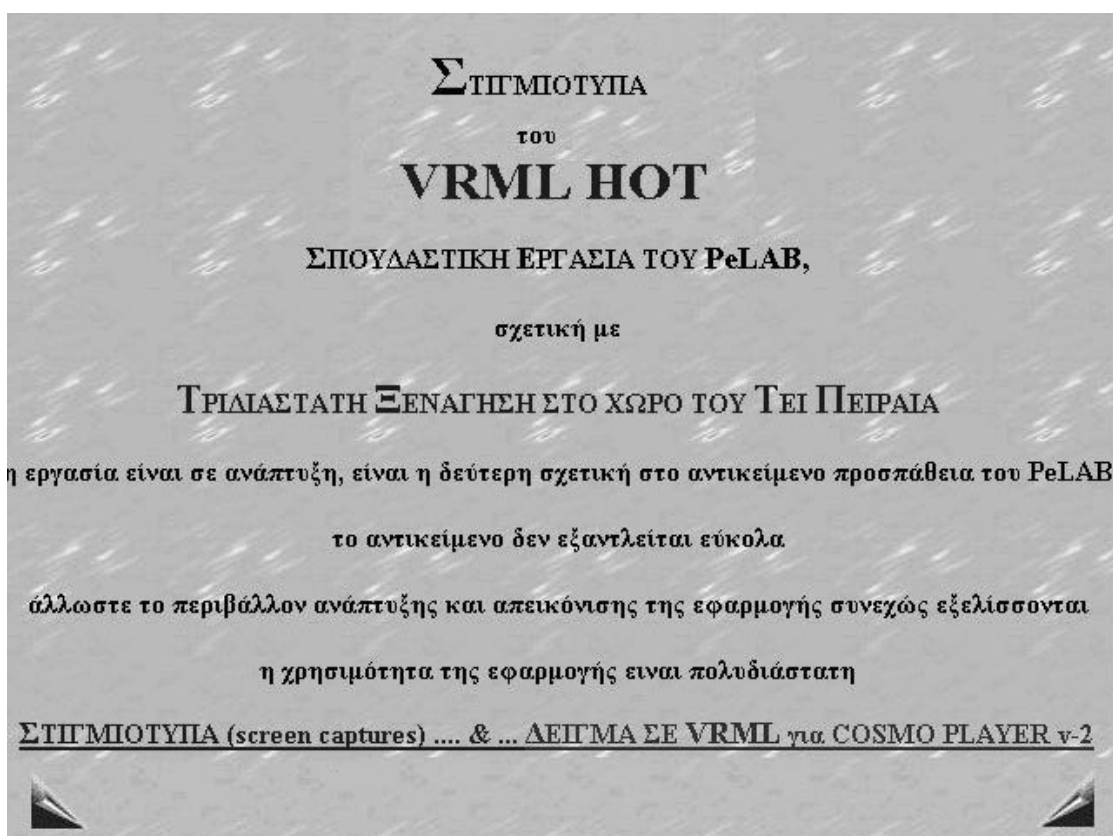 ΣΤΙΓΜΙΟΤΥΠΑ
του
VRML HOT
ΣΠΟΥΔΑΣΤΙΚΗ ΕΡΓΑΣΙΑ ΤΟΥ PeLAB,
σχετική με
ΤΡΙΔΙΑΣΤΑΤΗ ΞΕΝΑΓΗΣΗ ΣΤΟ ΧΩΡΟ ΤΟΥ ΤΕΙ ΠΕΙΡΑΙΑ
η εργασία είναι σε ανάπτυξη, είναι η δεύτερη σχετική στο αντικείμενο προσπάθεια του PeLAB
το αντικείμενο δεν εξαντλείται εύκολα
άλλωστε το περιβάλλον ανάπτυξης και απεικόνισης της εφαρμογής συνεχώς εξελίσσονται
η χρησιμότητα της εφαρμογής ειναι πολυδιάστατη
ΣΤΙΓΜΙΟΤΥΠΑ (screen captures) .... & ... ΔΕΙΓΜΑ ΣΕ VRML για COSMO PLAYER v-2